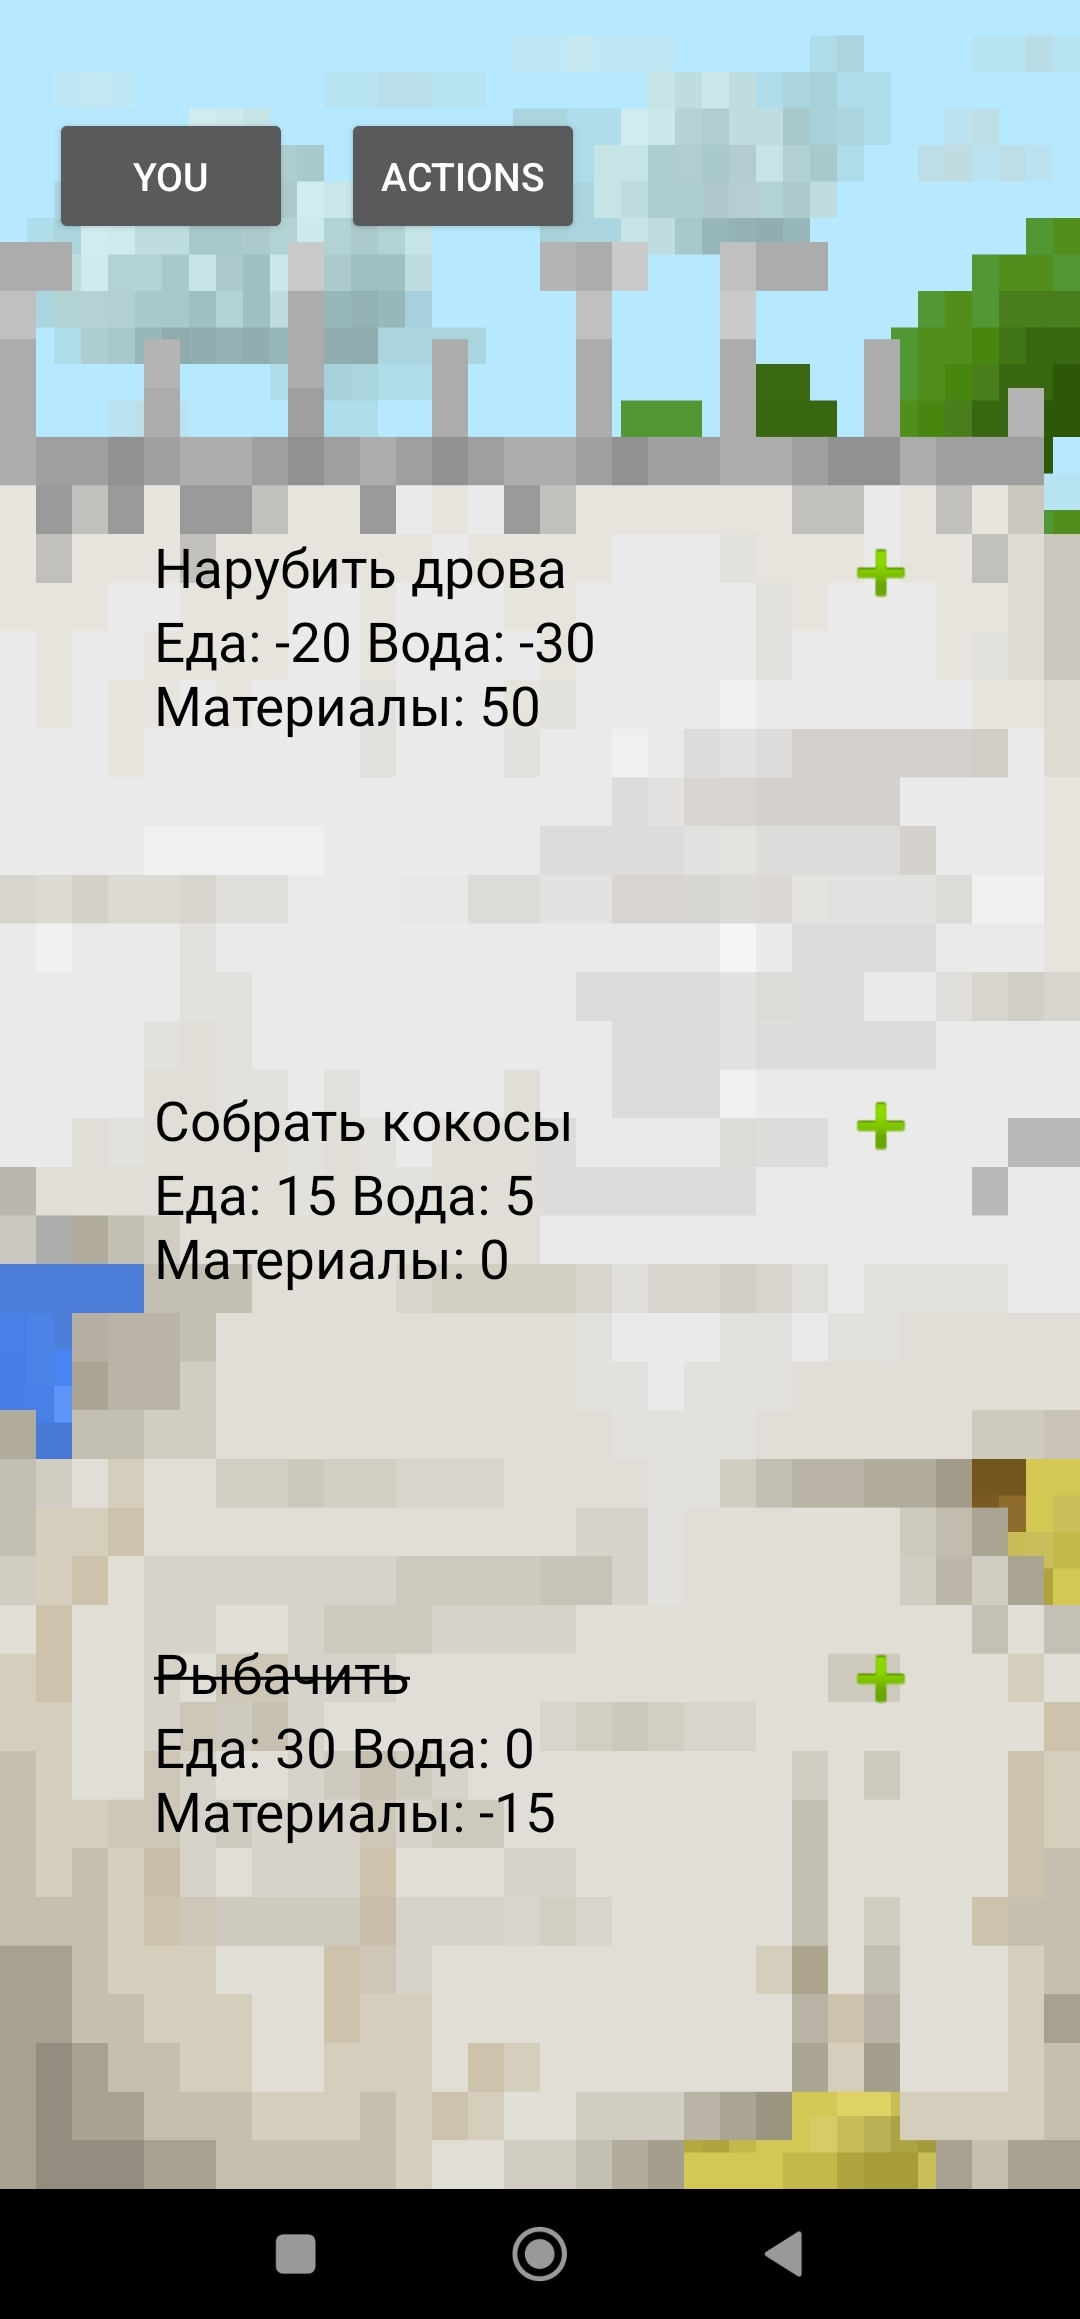 YOU
ACTIONS
Нарубить дрова
Еда: -20 Вода: -30
Материалы: 50
Собрать кокосы
Еда: 15 Вода: 5
Материалы: 0
Рыбачить
Еда: 30 Вода: 0
Материалы: -15